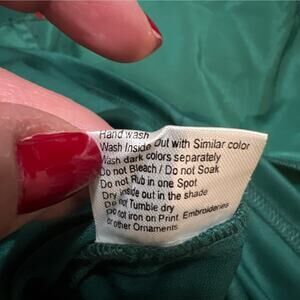 Hand wash
Wash Inside Out with Similar color
Wash dark colors separately
Do not Bleach / Do not Soak
Do not Rub in one Spot
Dry inside out in the shade
Do not Tumble dry
Do not iron on Print Embroideries
or other Ornaments